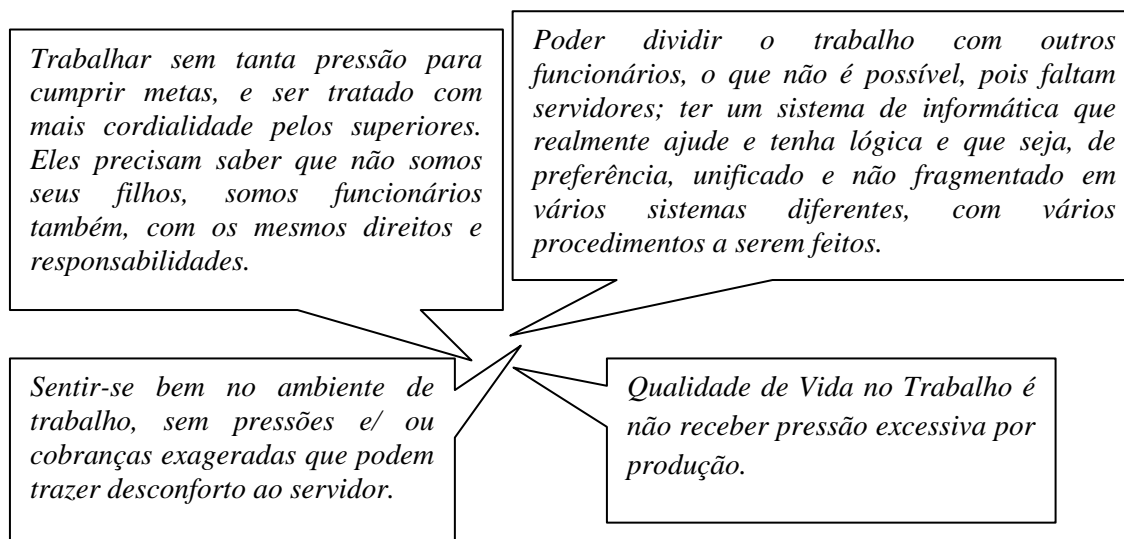 Trabalhar sem tanta pressão para
cumprir metas, e ser tratado com
mais cordialidade pelos superiores.
Eles precisam saber que não somos
seus filhos, somos funcionários
também, com os mesmos direitos e
responsabilidades.
Poder dividir o trabalho com outros
funcionários, o que não é possível, pois faltam
servidores; ter um sistema de informática que
realmente ajude e tenha lógica e que seja, de
preferência, unificado e não fragmentado em
vários sistemas diferentes, com vários
procedimentos a serem feitos.
Sentir-se bem no ambiente de
trabalho, sem pressões e/ ou
cobranças exageradas que podem
trazer desconforto ao servidor.
Qualidade de Vida no Trabalho é
não receber pressão excessiva por
produção.